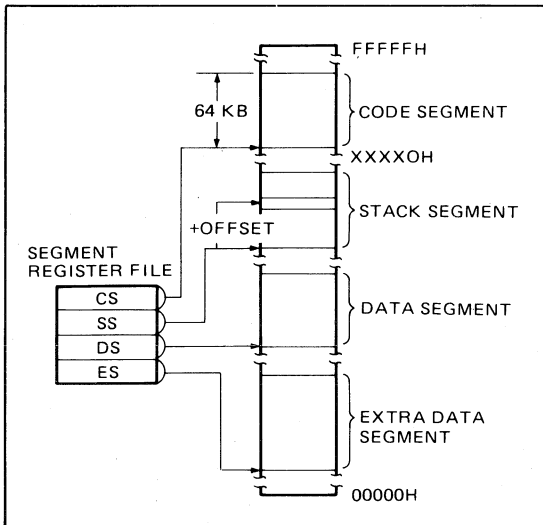 FFFFFH
64 KB
CODE SEGMENT
XXXX0H
STACK SEGMENT
+OFFSET
SEGMENT
REGISTER FILE
CS
SS
DS
ES
DATA SEGMENT
EXTRA DATA
SEGMENT
00000H